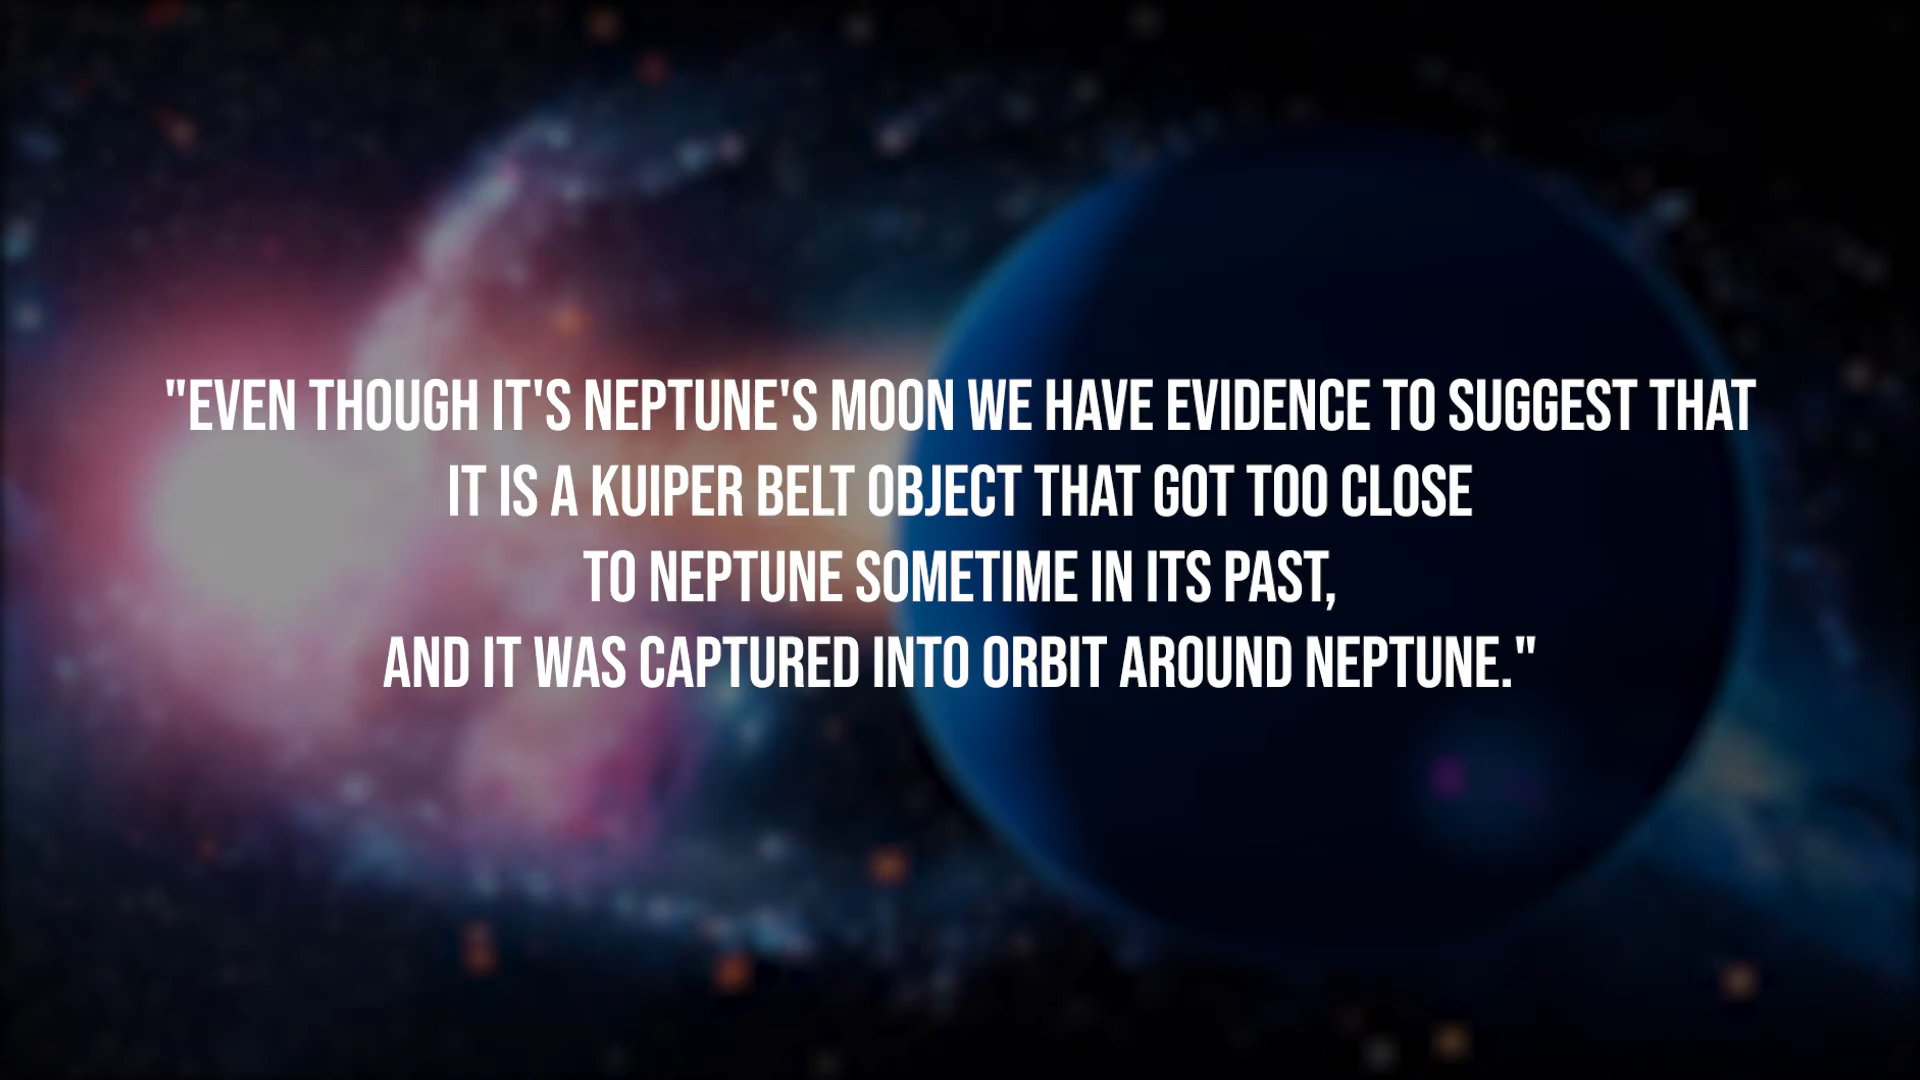 "EVEN THOUGH IT'S NEPTUNE'S MOON WE HAVE EVIDENCE TO SUGGEST THAT
IT IS A KUIPER BELT OBJECT THAT GOT TOO CLOSE
TO NEPTUNE SOMETIME IN ITS PAST,
AND IT WAS CAPTURED INTO ORBIT AROUND NEPTUNE."